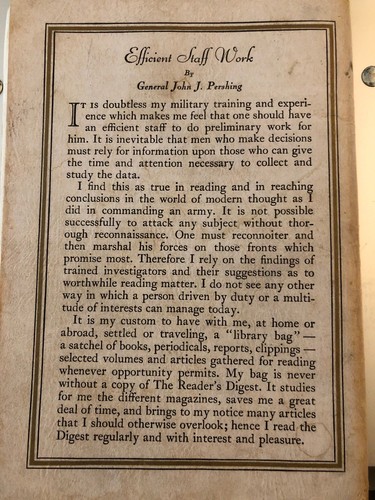 Efficient Staff Work
By
General John J. Pershing
IT is doubtless my military training and experi-
ence which makes me feel that one should have
an efficient staff to do preliminary work for
him. It is inevitable that men who make decisions
must rely for information upon those who can give
the time and attention necessary to collect and
study the data.
I find this as true in reading and in reaching
conclusions in the world of modern thought as I
did in commanding an army. It is not possible
successfully to attack any subject without thor-
ough reconnaissance. One must reconnoiter and
then marshal his forces on those fronts which
promise most. Therefore I rely on the findings of
trained investigators and their suggestions as to
worthwhile reading matter. I do not see any other
way in which a person driven by duty or a multi-
tude of interests can manage today.
It is my custom to have with me, at home or
abroad, settled or traveling, a "library bag" —
a satchel of books, periodicals, reports, clippings —
selected volumes and articles gathered for reading
whenever opportunity permits. My bag is never
without a copy of The Reader's Digest. It studies
for me the different magazines, saves me a great
deal of time, and brings to my notice many articles
that I should otherwise overlook; hence I read the
Digest regularly and with interest and pleasure.